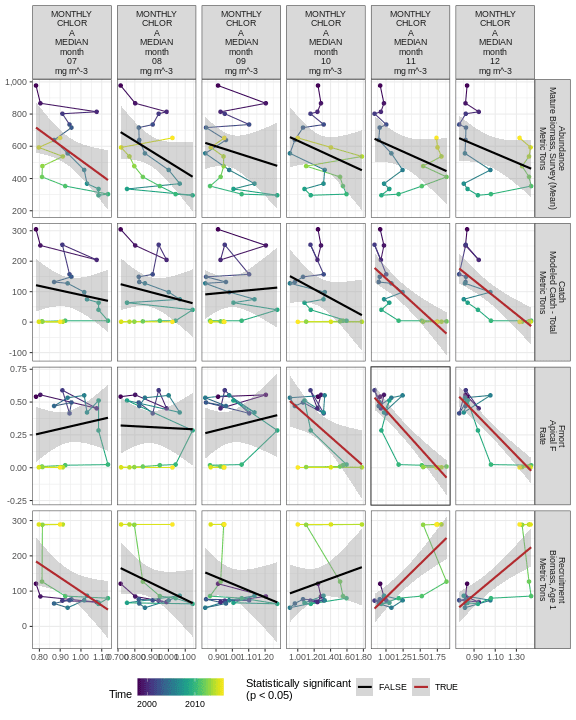 MONTHLY
CHLOR
A
MEDIAN
month
07
mg m^-3
MONTHLY
CHLOR
A
MEDIAN
month
08
mg m^-3
MONTHLY
CHLOR
A
MEDIAN
month
09
mg m^-3
MONTHLY
CHLOR
A
MEDIAN
month
10
mg m^-3
MONTHLY
CHLOR
A
MEDIAN
month
11
mg m^-3
MONTHLY
CHLOR
A
MEDIAN
month
12
mg m^-3
1,000
800
600
400
200
Abundance
Mature Biomass, Survey (Mean)
Metric Tons
300
200
100
0
-100
Catch
Modeled Catch - Total
Metric Tons
0.75
0.50
0.25
0.00
-0.25
Fmort
Apical F
Rate
300
200
100
0
Recruitment
Biomass, Age 1
Metric Tons
0.80 0.90 1.00 1.10
0.70 0.80 0.90 1.00 1.10
0.90 1.00 1.10 1.20
1.00 1.20 1.40 1.60 1.80
1.00 1.25 1.51 1.75
0.90 1.10 1.30
Time
2000 2010
Statistically significant
(p < 0.05)
FALSE
TRUE